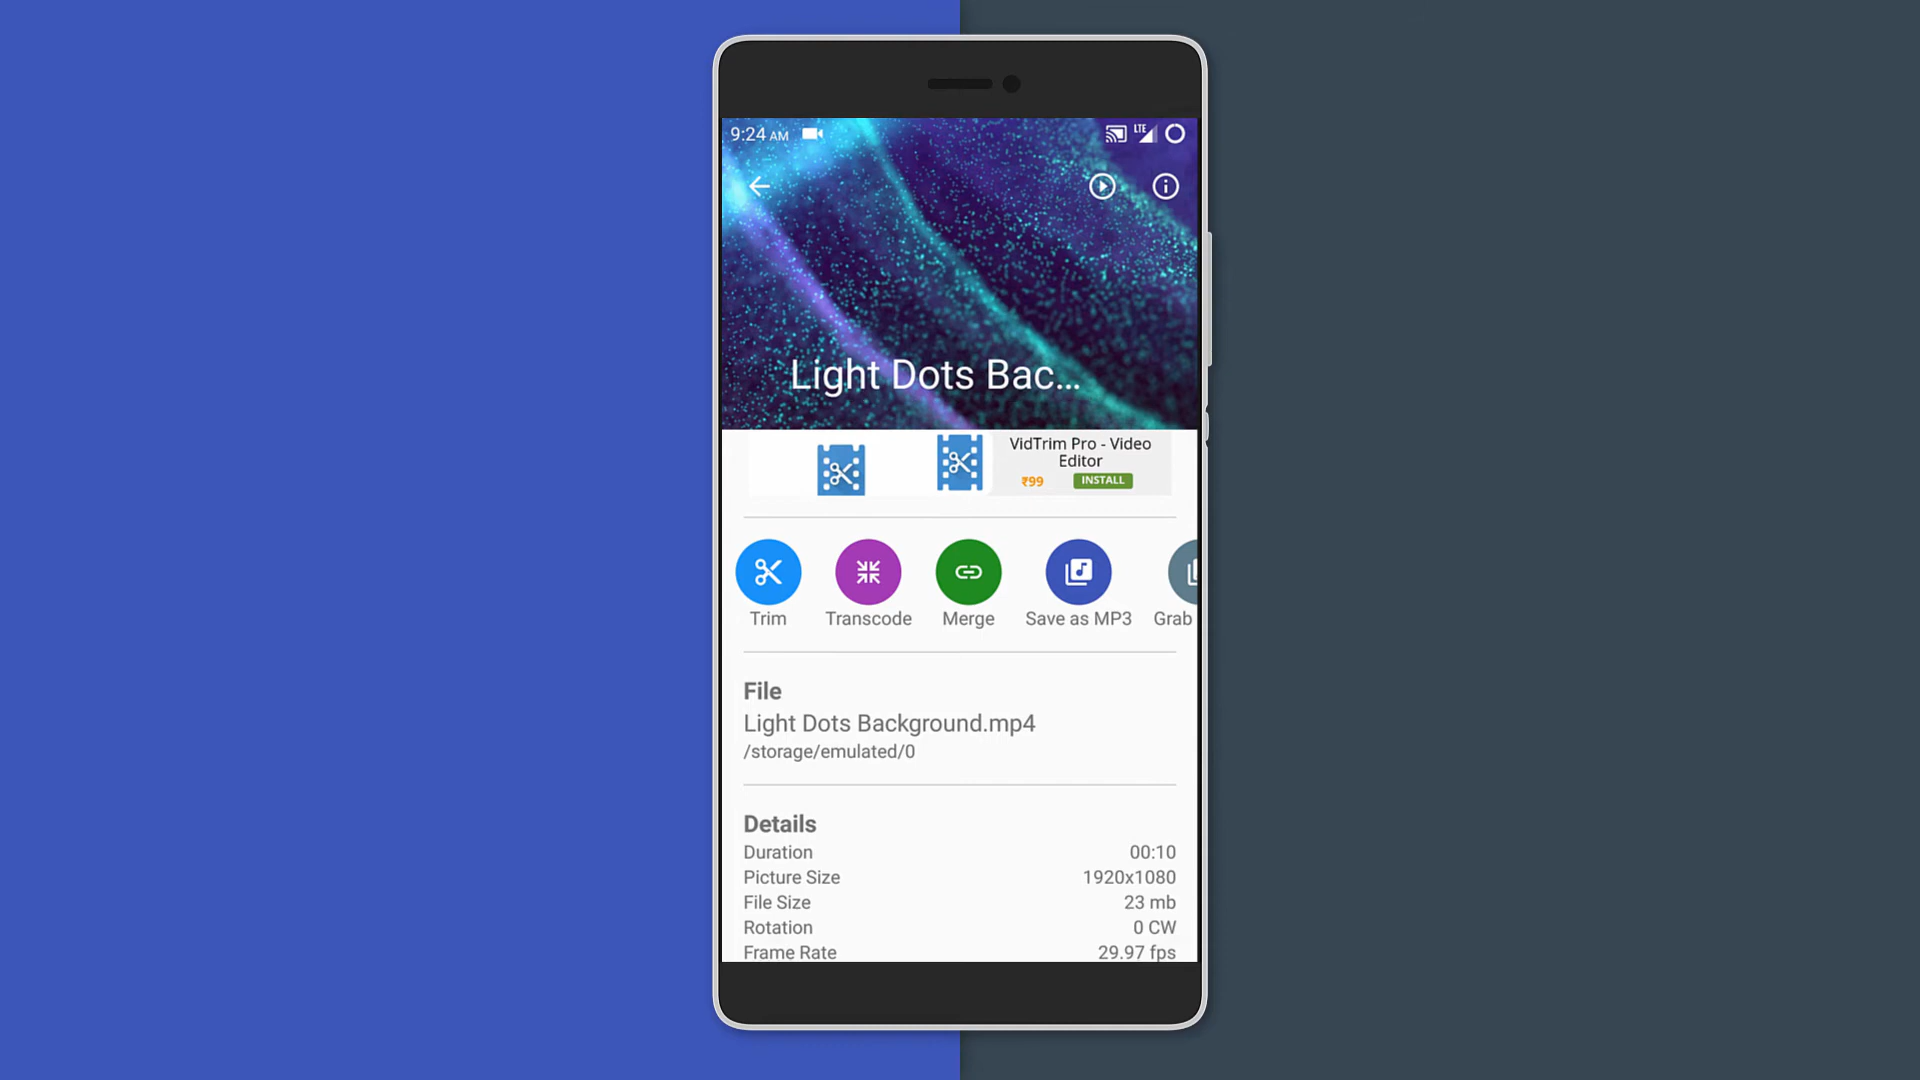 9:24 AM
LTE
Light Dots Bac...
VidTrim Pro - Video
Editor
₹99
INSTALL
Trim
Transcode
Merge
Save as MP3
Grab
File
Light Dots Background.mp4
/storage/emulated/0
Details
Duration 00:10
Picture Size 1920x1080
File Size 23 mb
Rotation 0 CW
Frame Rate 29.97 fps